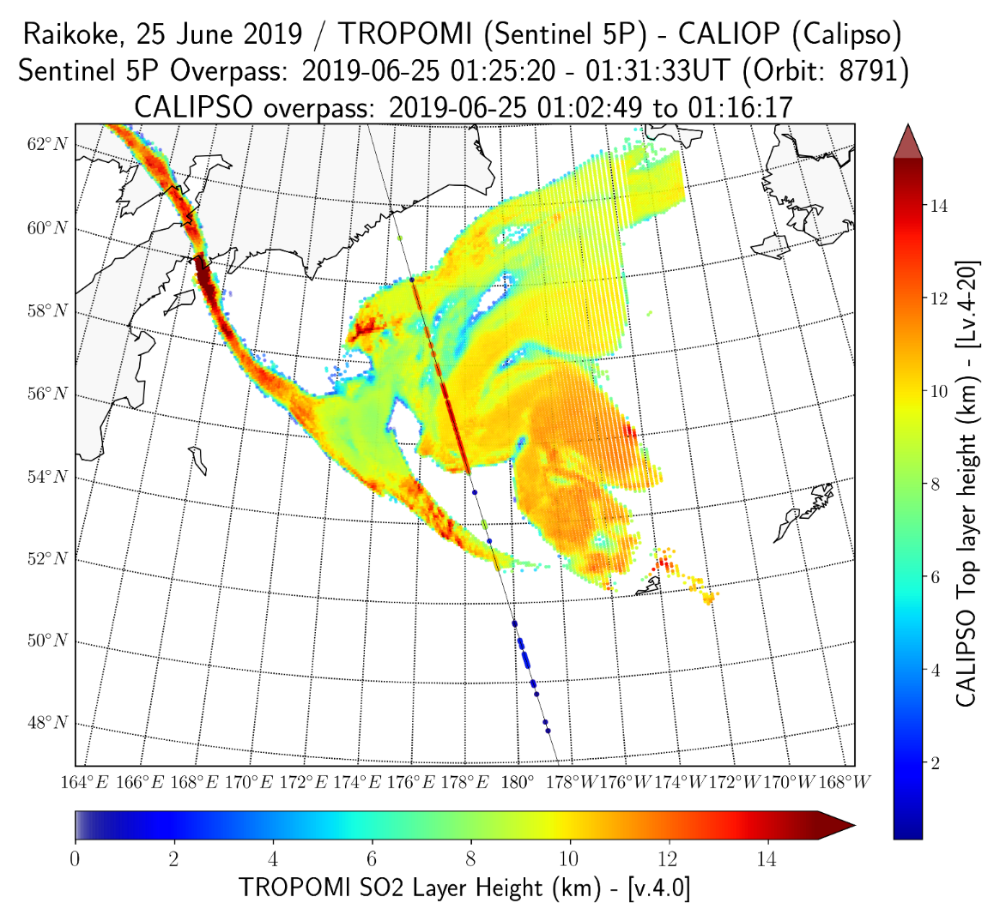 Raikoke, 25 June 2019 / TROPOMI (Sentinel 5P) - CALIOP (Calipso)
Sentinel 5P Overpass: 2019-06-25 01:25:20 - 01:31:33UT (Orbit: 8791)
CALIPSO overpass: 2019-06-25 01:02:49 to 01:16:17
62°N
60°N
58°N
56°N
54°N
52°N
50°N
48°N
164°E 166°E 168°E 170°E 172°E 174°E 176°E 178°E 180° 178°W 176°W 174°W 172°W 170°W 168°W
14
12
10
8
6
4
2
CALIPSO Top layer height (km) - [Lv.4-20]
0 2 4 6 8 10 12 14
TROPOMI SO2 Layer Height (km) - [v.4.0]